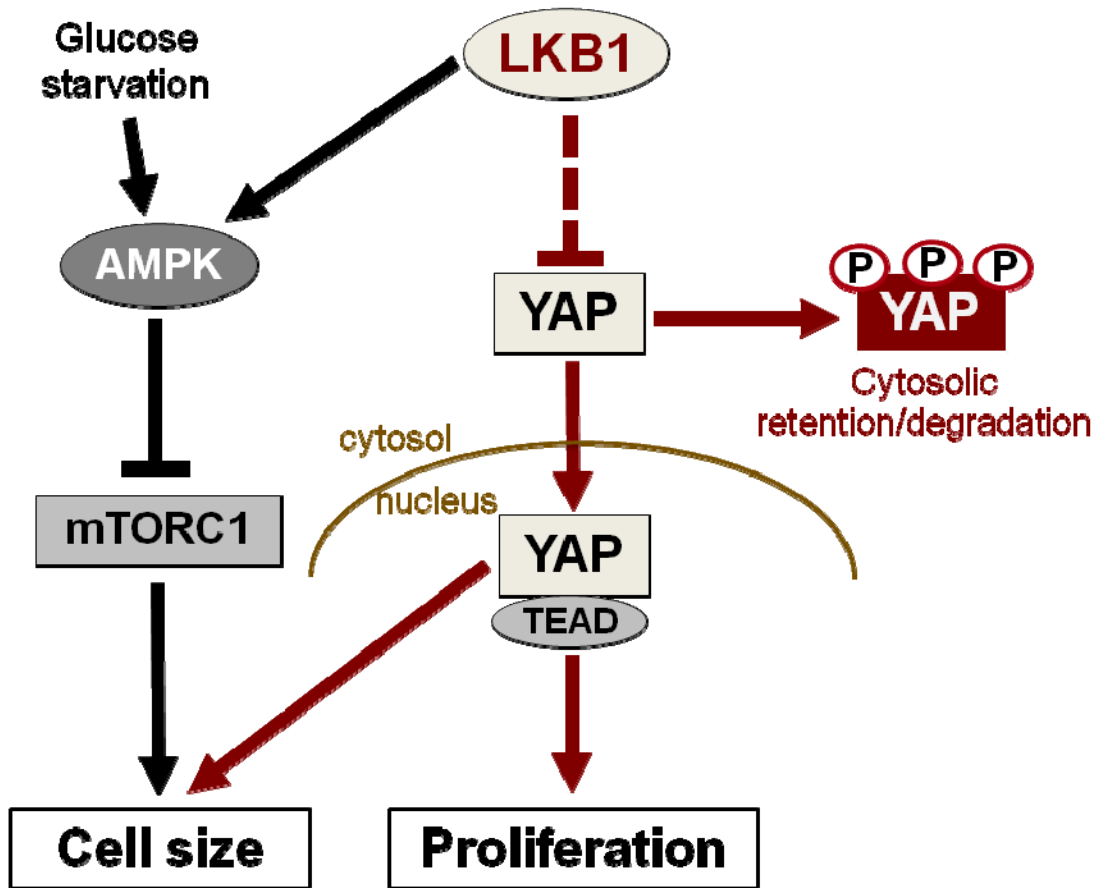 Glucose
starvation
LKB1
AMPK
YAP
P P P
YAP
Cytosolic
retention/degradation
cytosol
nucleus
mTORC1
YAP
TEAD
Cell size
Proliferation